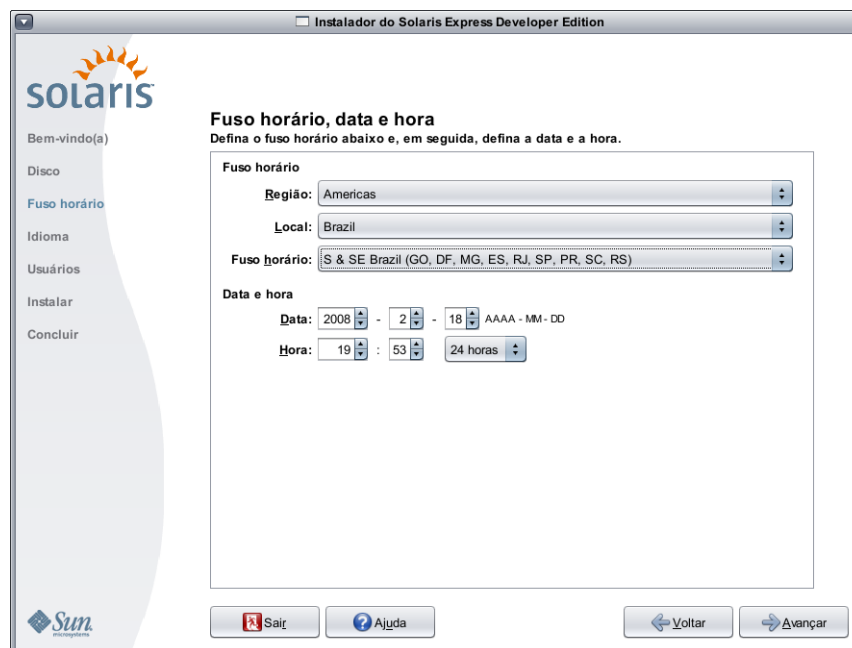 Instalador do Solaris Express Developer Edition
solaris
Bem-vindo(a)
Disco
Fuso horário
Idioma
Usuários
Instalar
Concluir
Fuso horário, data e hora
Defina o fuso horário abaixo e, em seguida, defina a data e a hora.
Fuso horário
Região: Americas
Local: Brazil
Fuso horário: S & SE Brazil (GO, DF, MG, ES, RJ, SP, PR, SC, RS)
Data e hora
Data: 2008 - 2 - 18 AAAA - MM - DD
Hora: 19 : 53 24 horas
Sun
microsystems
Sair
Ajuda
Voltar
Avançar